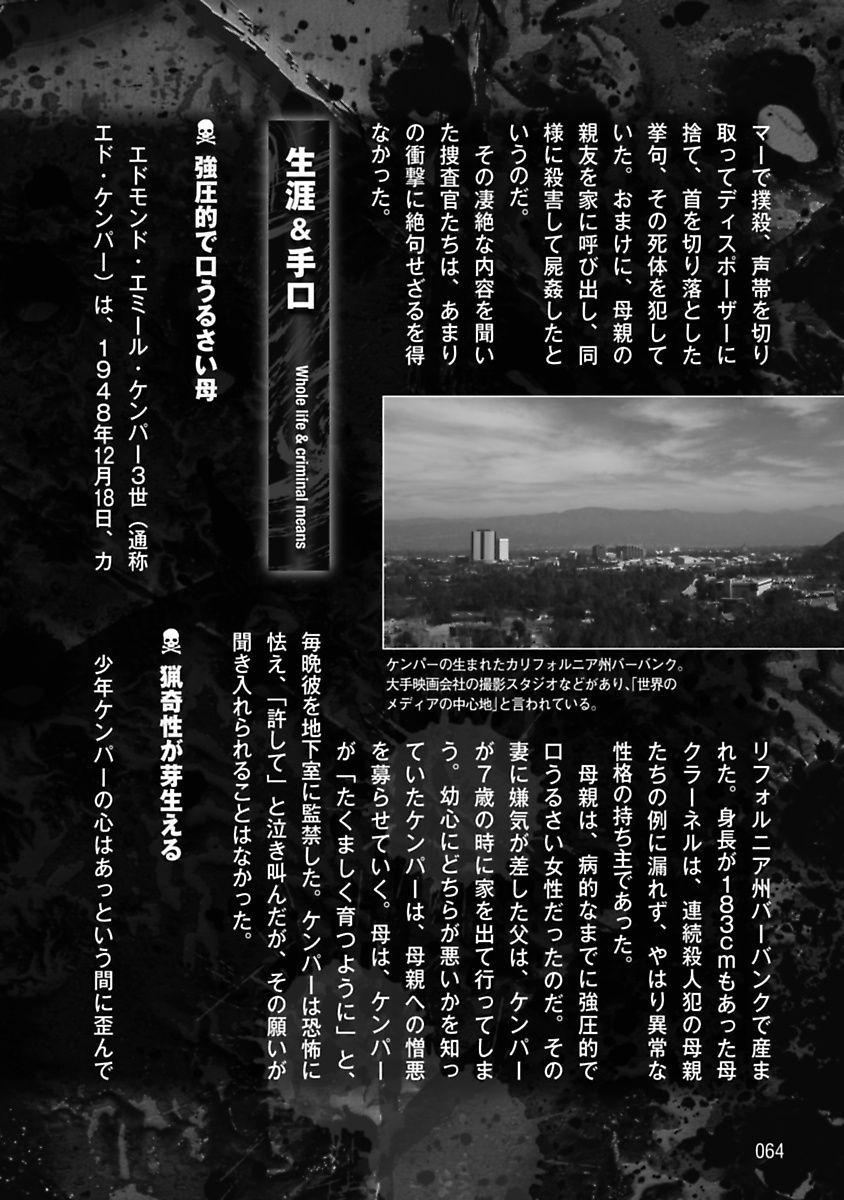 マーで撲殺、声帯を切り
取ってディスポーザーに
捨て、首を切り落とした
挙句、その死体を犯して
いた。おまけに、母親の
親友を家に呼び出し、同
様に殺害して屍姦したと
いうのだ。
その凄絶な内容を聞い
た捜査官たちは、あまり
の衝撃に絶句せざるを得
なかった。
生涯&手口 Whole life & criminal means
強圧的で口うるさい母
エドモンド・エミール・ケンパー3世（通称
エド・ケンパー）は、1948年12月18日、カ
ケンパーの生まれたカリフォルニア州バーバンク。
大手映画会社の撮影スタジオなどがあり、「世界の
メディアの中心地」と言われている。
リフォルニア州バーバンクで産ま
れた。身長が183cmもあった母
クラーネルは、連続殺人犯の母親
たちの例に漏れず、やはり異常な
性格の持ち主であった。
母親は、病的なまでに強圧的で
口うるさい女性だったのだ。その
妻に嫌気が差した父は、ケンパー
が7歳の時に家を出て行ってしま
う。幼心にどちらが悪いかを知っ
ていたケンパーは、母親への憎悪
を募らせていく。母は、ケンパー
が「たくましく育つように」と、
毎晩彼を地下室に監禁した。ケンパーは恐怖に
怯え、「許して」と泣き叫んだが、その願いが
聞き入れられることはなかった。
猟奇性が芽生える
少年ケンパーの心はあっという間に歪んで
064